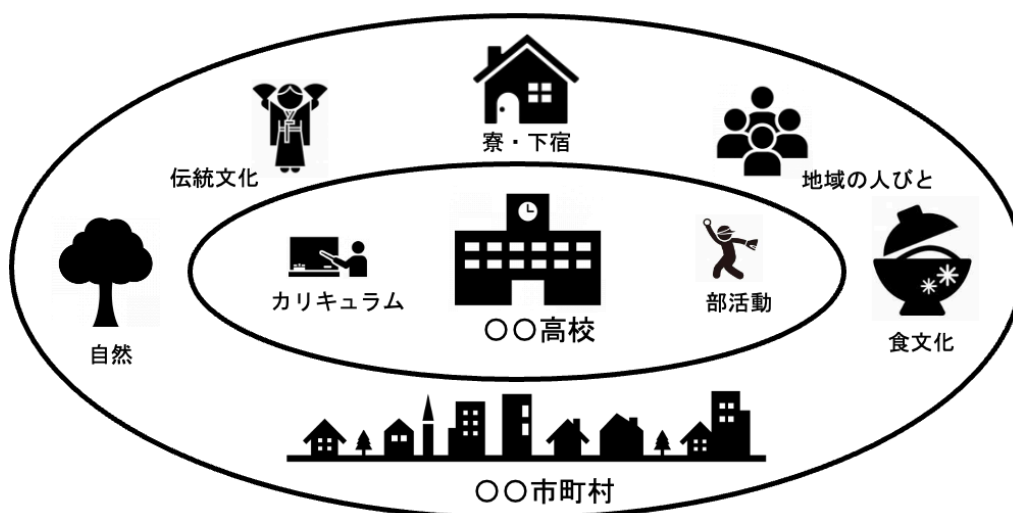 寮・下宿
伝統文化
地域の人びと
カリキュラム
〇〇高校
部活動
自然
食文化
〇〇市町村